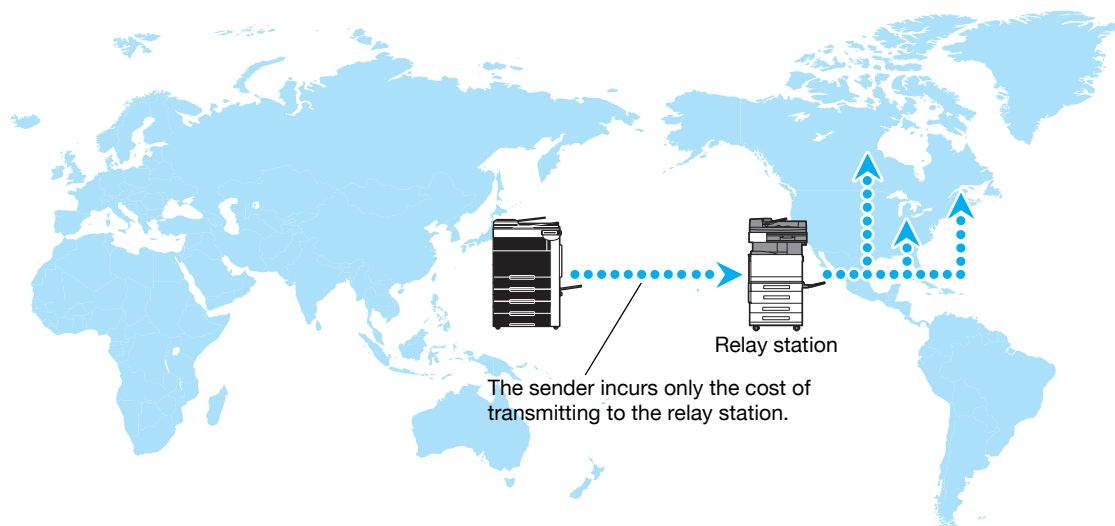 Relay station
The sender incurs only the cost of
transmitting to the relay station.